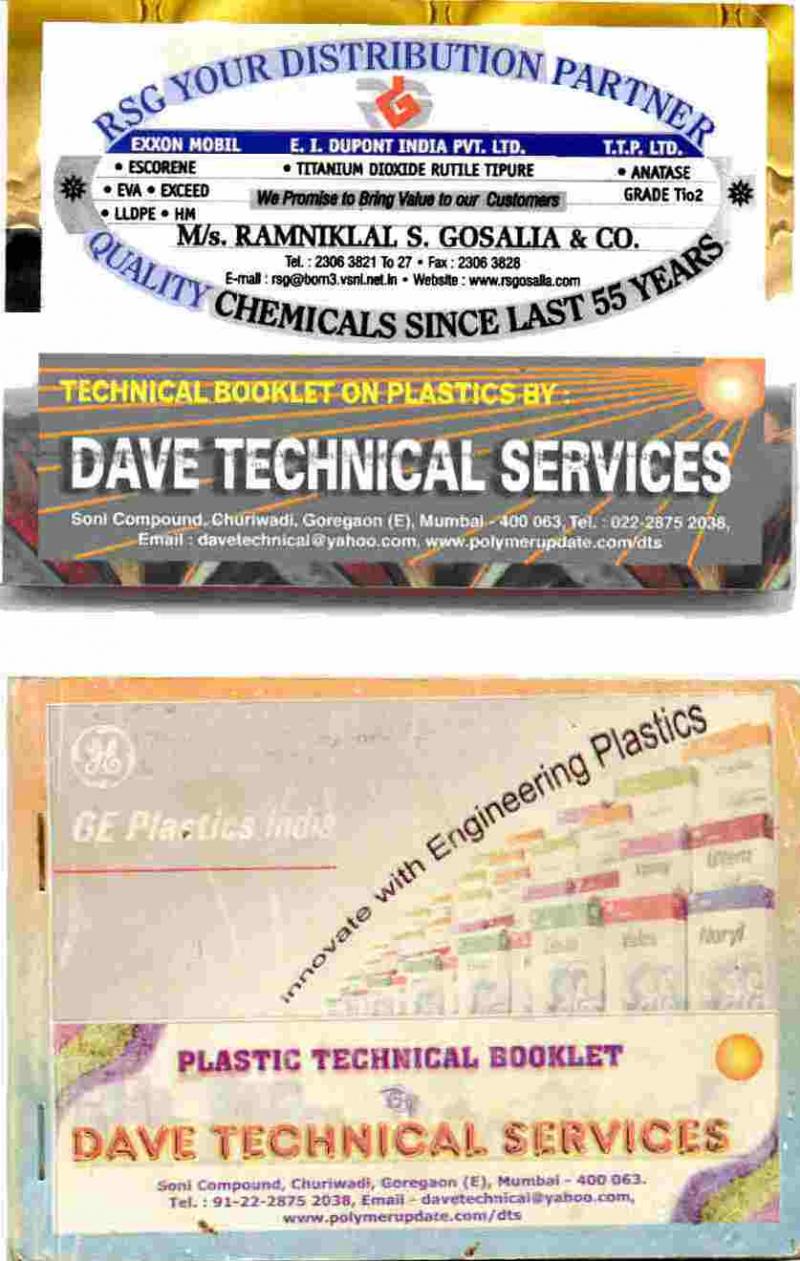 RSG YOUR DISTRIBUTION PARTNER
EXXON MOBIL E. I. DUPONT INDIA PVT. LTD. T.T.P. LTD.
• ESCORENE • TITANIUM DIOXIDE RUTILE TIPURE • ANATASE
• EVA • EXCEED We Promise to Bring Value to our Customers GRADE Tio2
• LLDPE • HM
M/s. RAMNIKLAL S. GOSALIA & CO.
Tel. : 2306 3821 To 27 • Fax : 2306 3828
E-mail : rsg@bom3.vsnl.net.in • Website : www.rsgosalia.com
QUALITY CHEMICALS SINCE LAST 55 YEARS
TECHNICAL BOOKLET ON PLASTICS BY :
DAVE TECHNICAL SERVICES
Soni Compound, Churiwadi, Goregaon (E), Mumbai - 400 063, Tel. : 022-2875 2038,
Email : davetechnical@yahoo.com, www.polymerupdate.com/dts
GE Plastics India
innovate with Engineering Plastics
Ultem
Valox Noryl
PLASTIC TECHNICAL BOOKLET
By
DAVE TECHNICAL SERVICES
Soni Compound, Churiwadi, Goregaon (E), Mumbai - 400 063.
Tel. : 91-22-2875 2038, Email - davetechnical@yahoo.com,
www.polymerupdate.com/dts